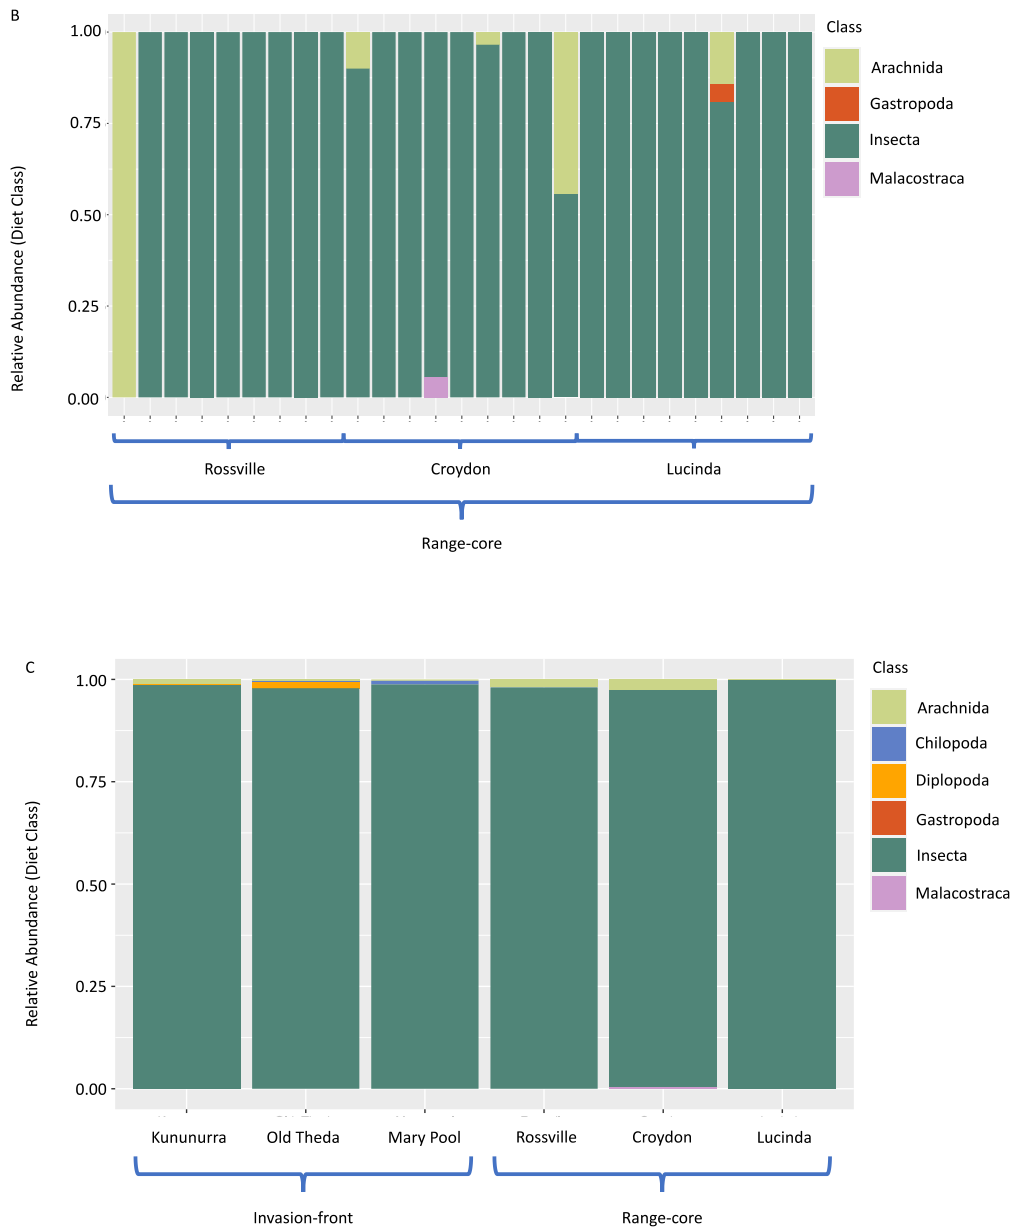 B
Class
Arachnida
Gastropoda
Insecta
Malacostraca
Relative Abundance (Diet Class)
1.00
0.75
0.50
0.25
0.00
Rossville Croydon Lucinda
Range-core
C
Class
Arachnida
Chilopoda
Diplopoda
Gastropoda
Insecta
Malacostraca
Relative Abundance (Diet Class)
1.00
0.75
0.50
0.25
0.00
Kununurra Old Theda Mary Pool Rossville Croydon Lucinda
Invasion-front Range-core